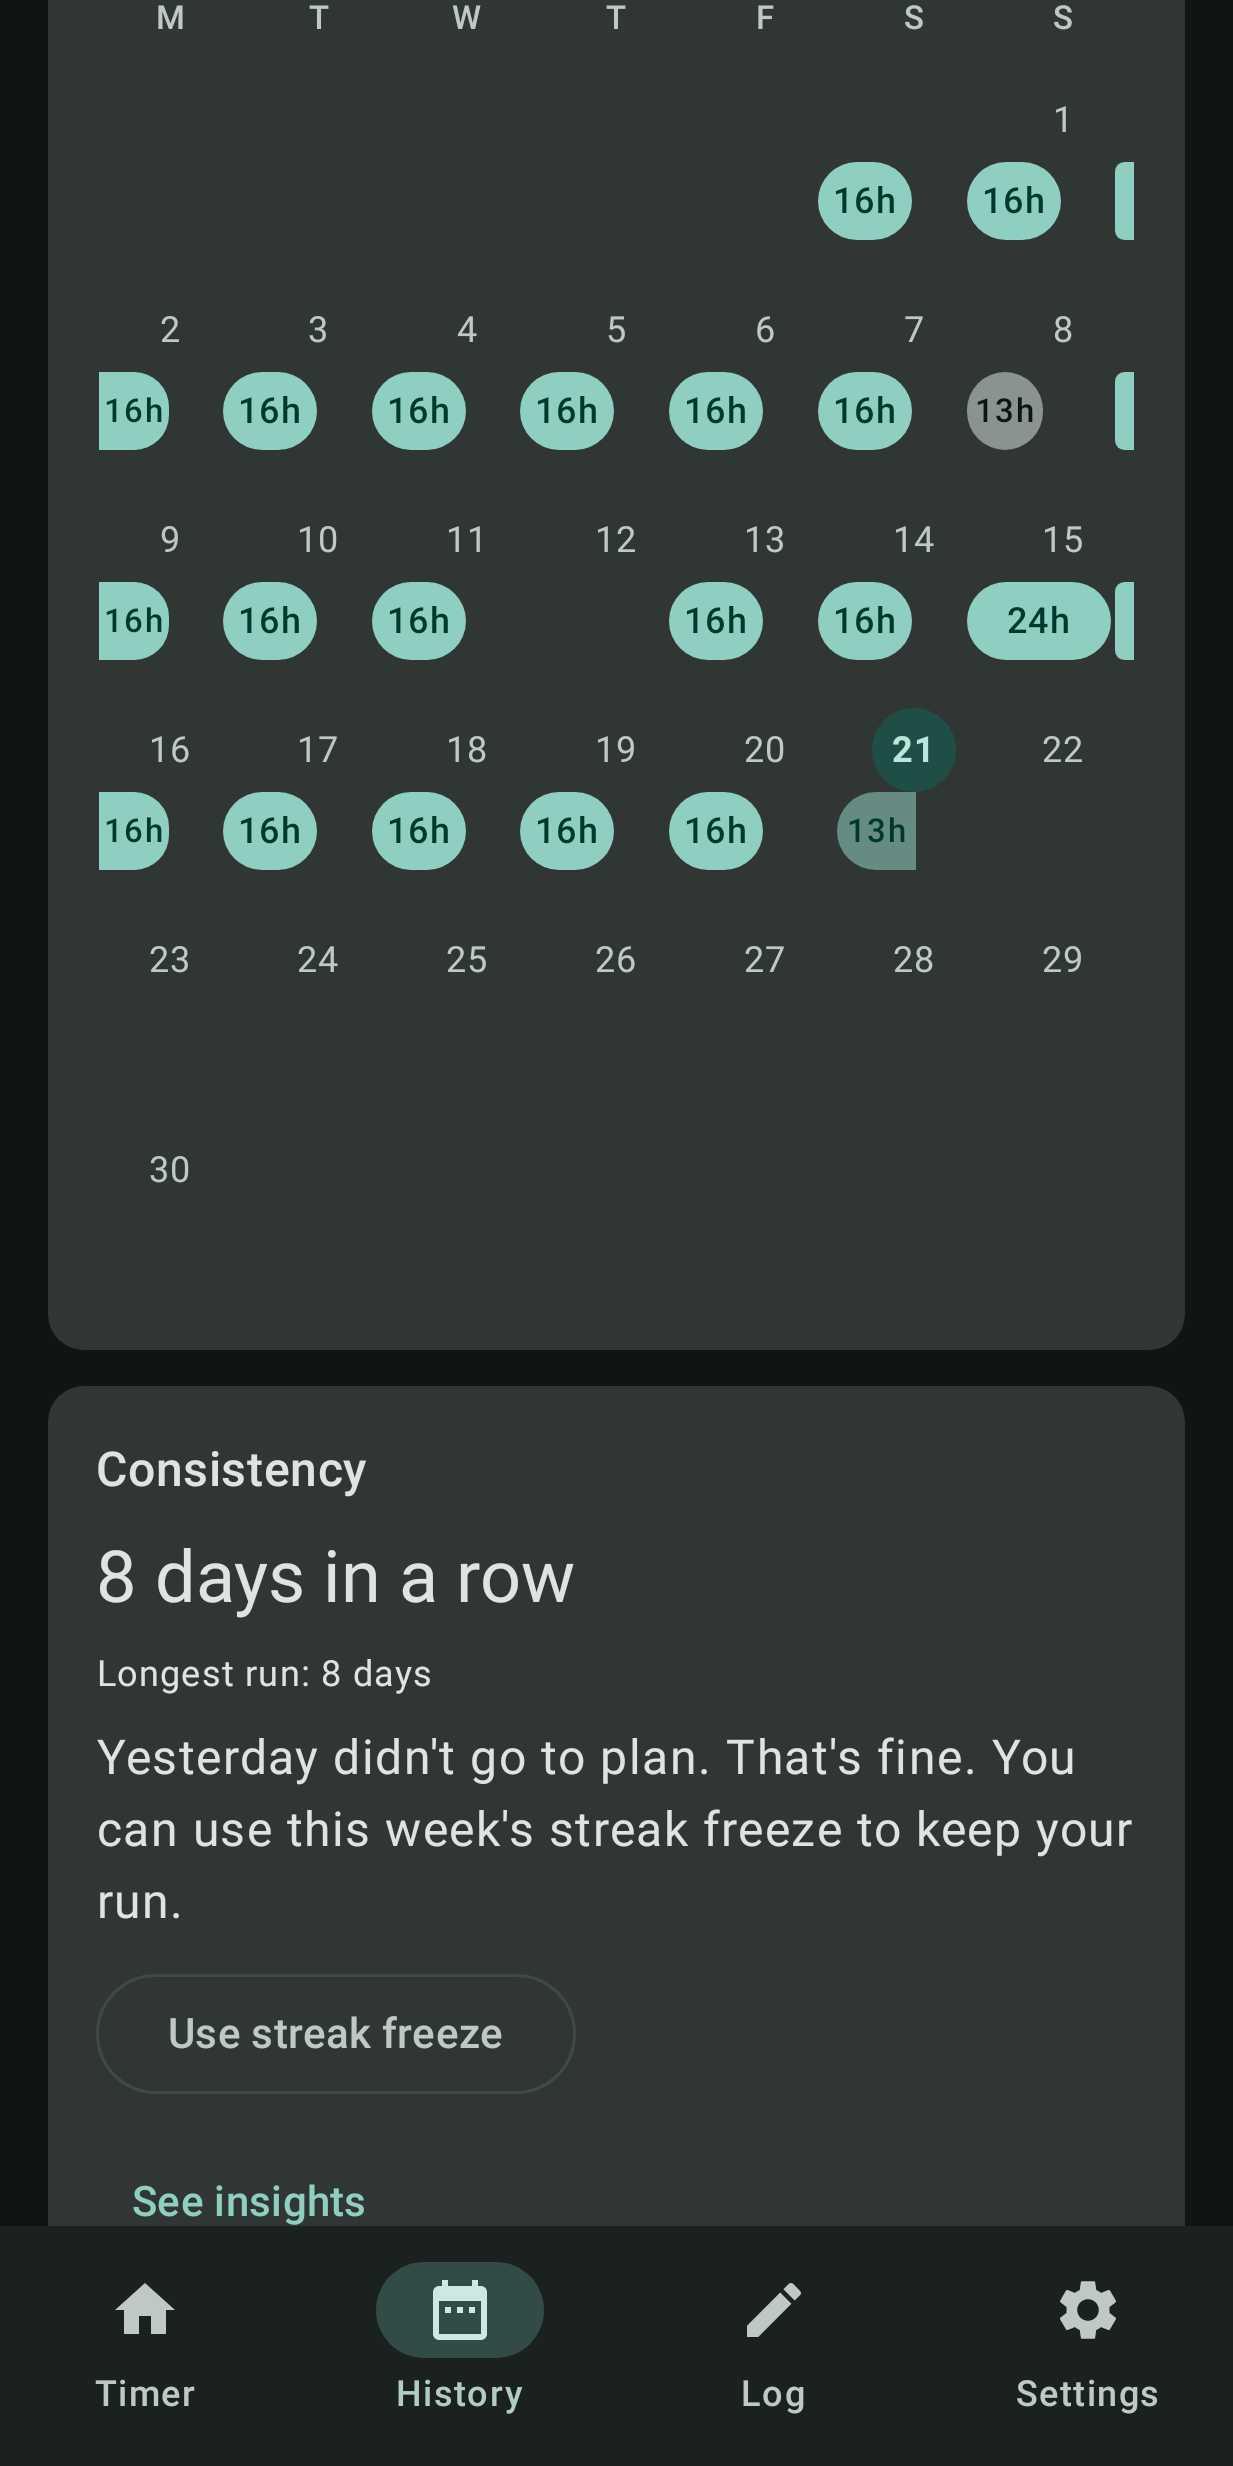 M T W T F S S
1
16h 16h
2 3 4 5 6 7 8
16h 16h 16h 16h 16h 16h 13h
9 10 11 12 13 14 15
16h 16h 16h 16h 16h 24h
16 17 18 19 20 21 22
16h 16h 16h 16h 16h 13h
23 24 25 26 27 28 29
30
Consistency
8 days in a row
Longest run: 8 days
Yesterday didn't go to plan. That's fine. You
can use this week's streak freeze to keep your
run.
Use streak freeze
See insights
Timer History Log Settings